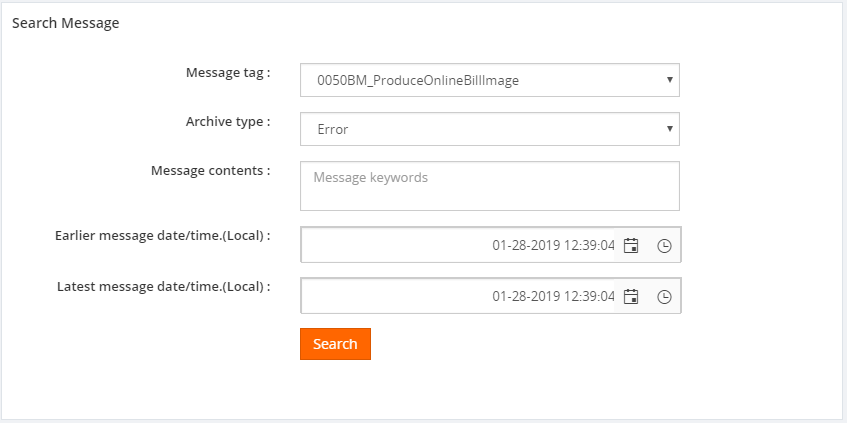 Search Message
Message tag :
0050BM_ProduceOnlineBillImage
Archive type :
Error
Message contents :
Message keywords
Earlier message date/time.(Local) :
01-28-2019 12:39:04
Latest message date/time.(Local) :
01-28-2019 12:39:04
Search